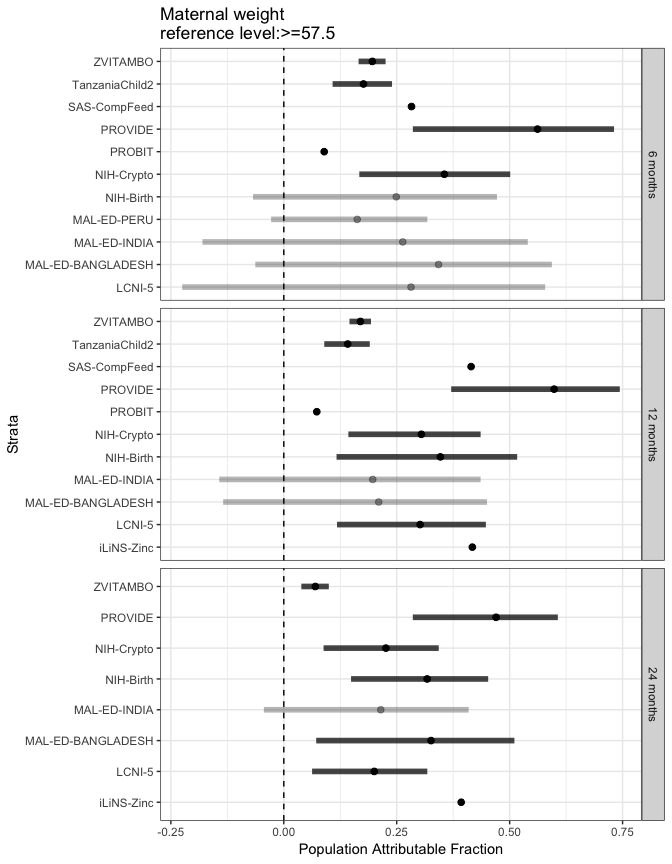 Maternal weight
reference level:>=57.5
Strata
ZVITAMBO
TanzaniaChild2
SAS-CompFeed
PROVIDE
PROBIT
NIH-Crypto
NIH-Birth
MAL-ED-PERU
MAL-ED-INDIA
MAL-ED-BANGLADESH
LCNI-5
6 months
ZVITAMBO
TanzaniaChild2
SAS-CompFeed
PROVIDE
PROBIT
NIH-Crypto
NIH-Birth
MAL-ED-INDIA
MAL-ED-BANGLADESH
LCNI-5
iLiNS-Zinc
12 months
ZVITAMBO
PROVIDE
NIH-Crypto
NIH-Birth
MAL-ED-INDIA
MAL-ED-BANGLADESH
LCNI-5
iLiNS-Zinc
24 months
-0.25 0.00 0.25 0.50 0.75
Population Attributable Fraction